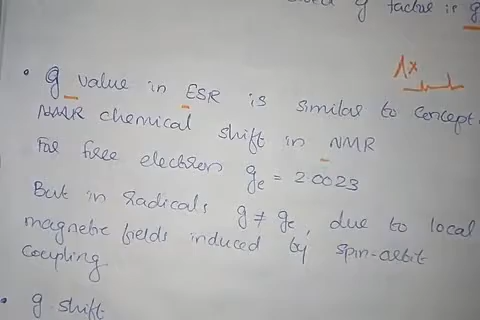 g factor is g
• g value in ESR is similar to concept
chemical shift in NMR
For free electron ge = 2.0023
But in radicals g ≠ ge, due to local
magnetic fields induced by spin-orbit
coupling.
• g shift